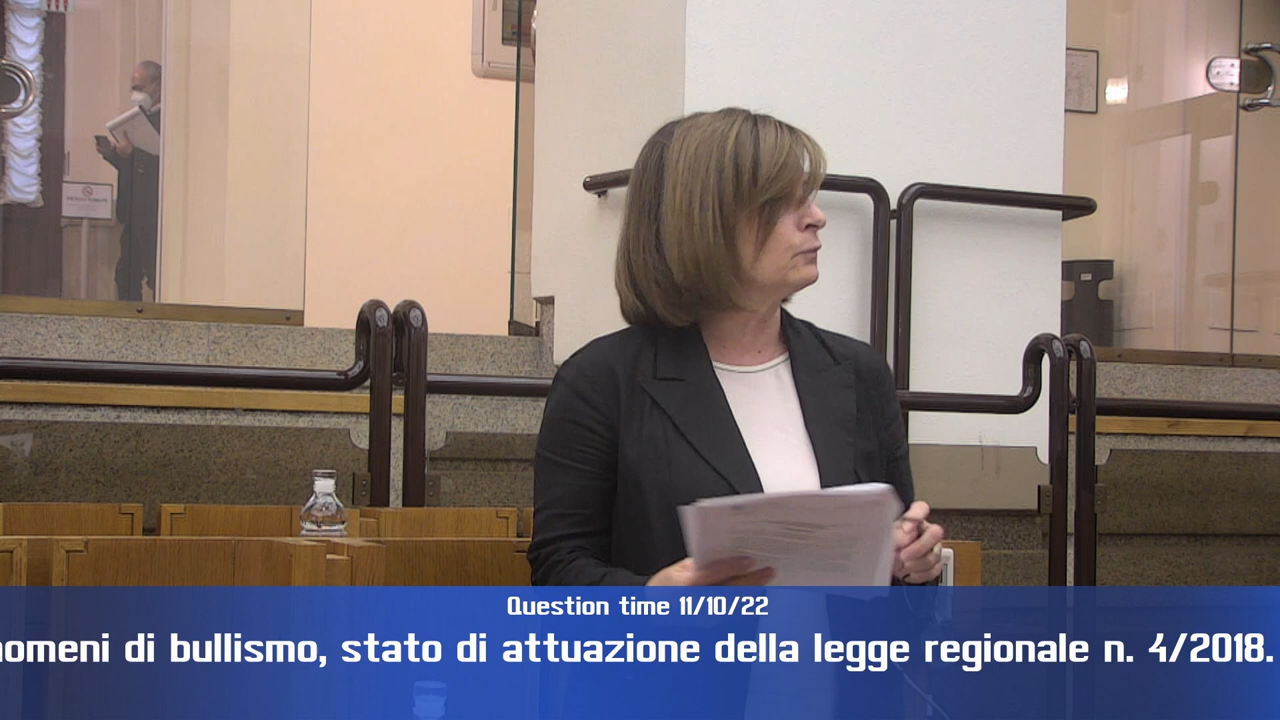 Question time 11/10/22
nomeni di bullismo, stato di attuazione della legge regionale n. 4/2018.